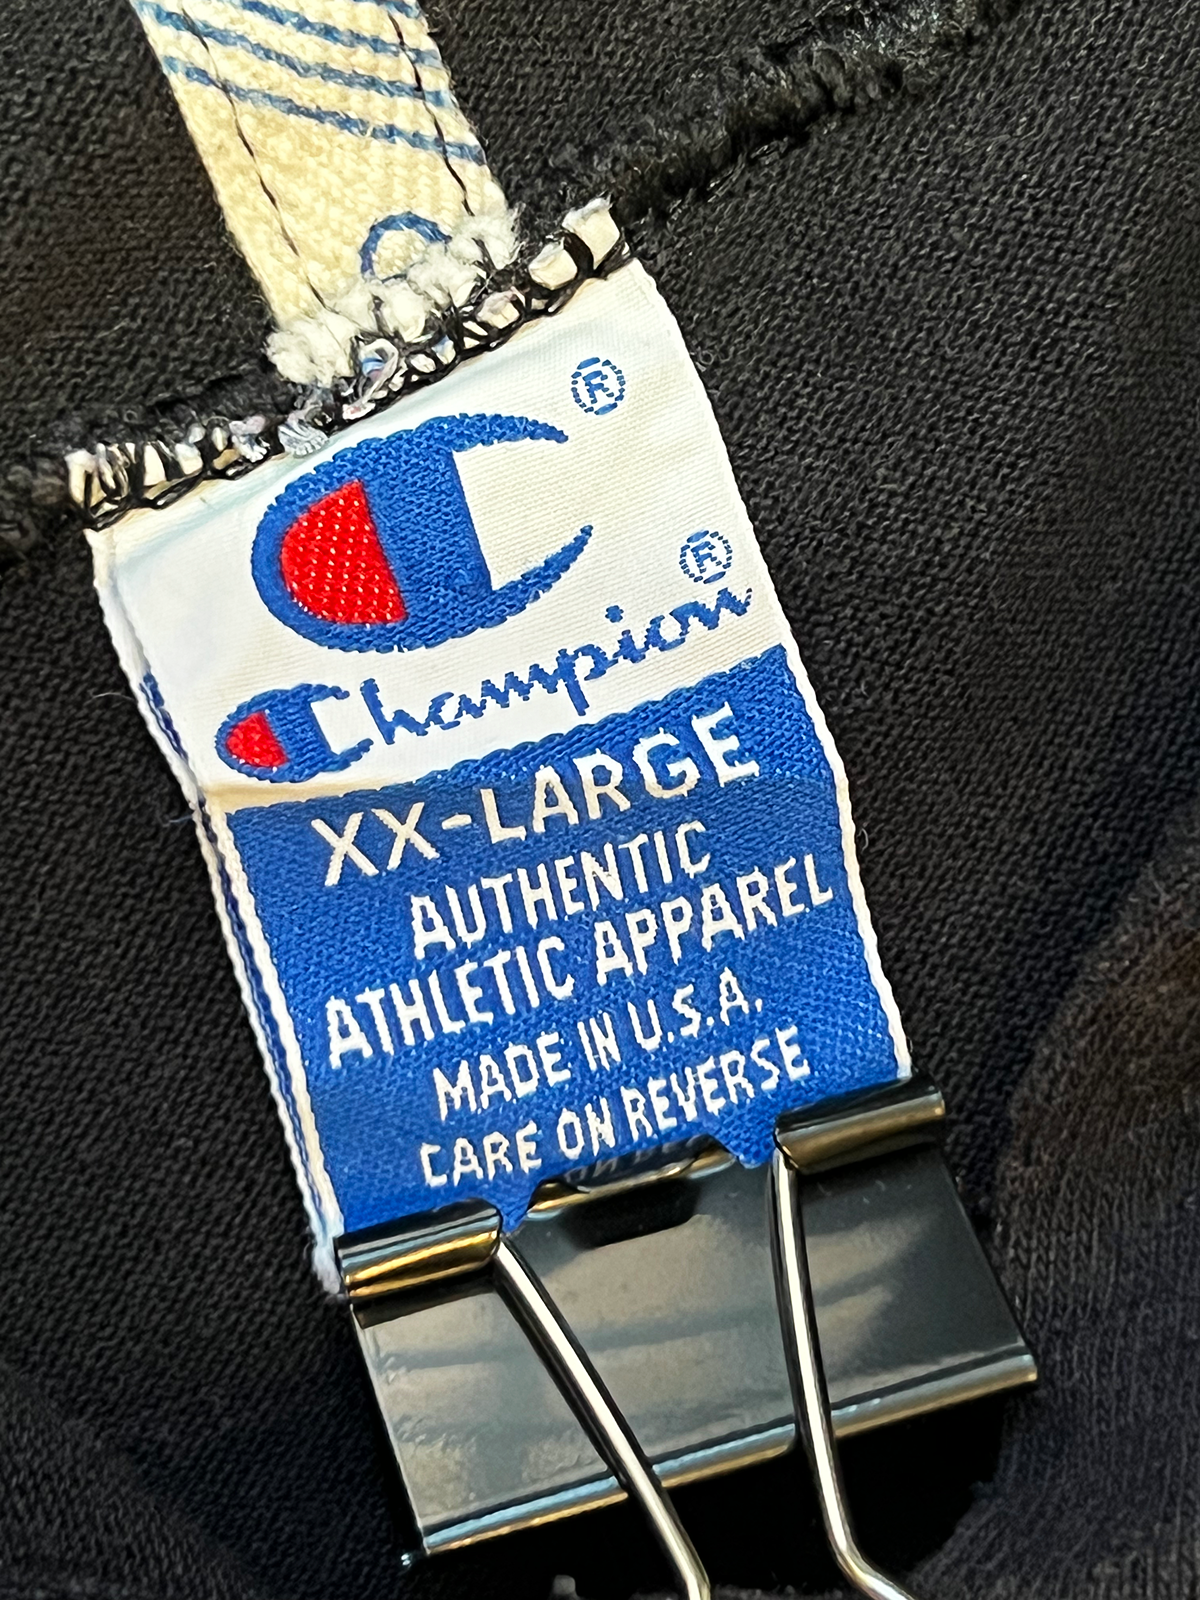 ®
®
Champion
XX-LARGE
AUTHENTIC
ATHLETIC APPAREL
MADE IN U.S.A.
CARE ON REVERSE